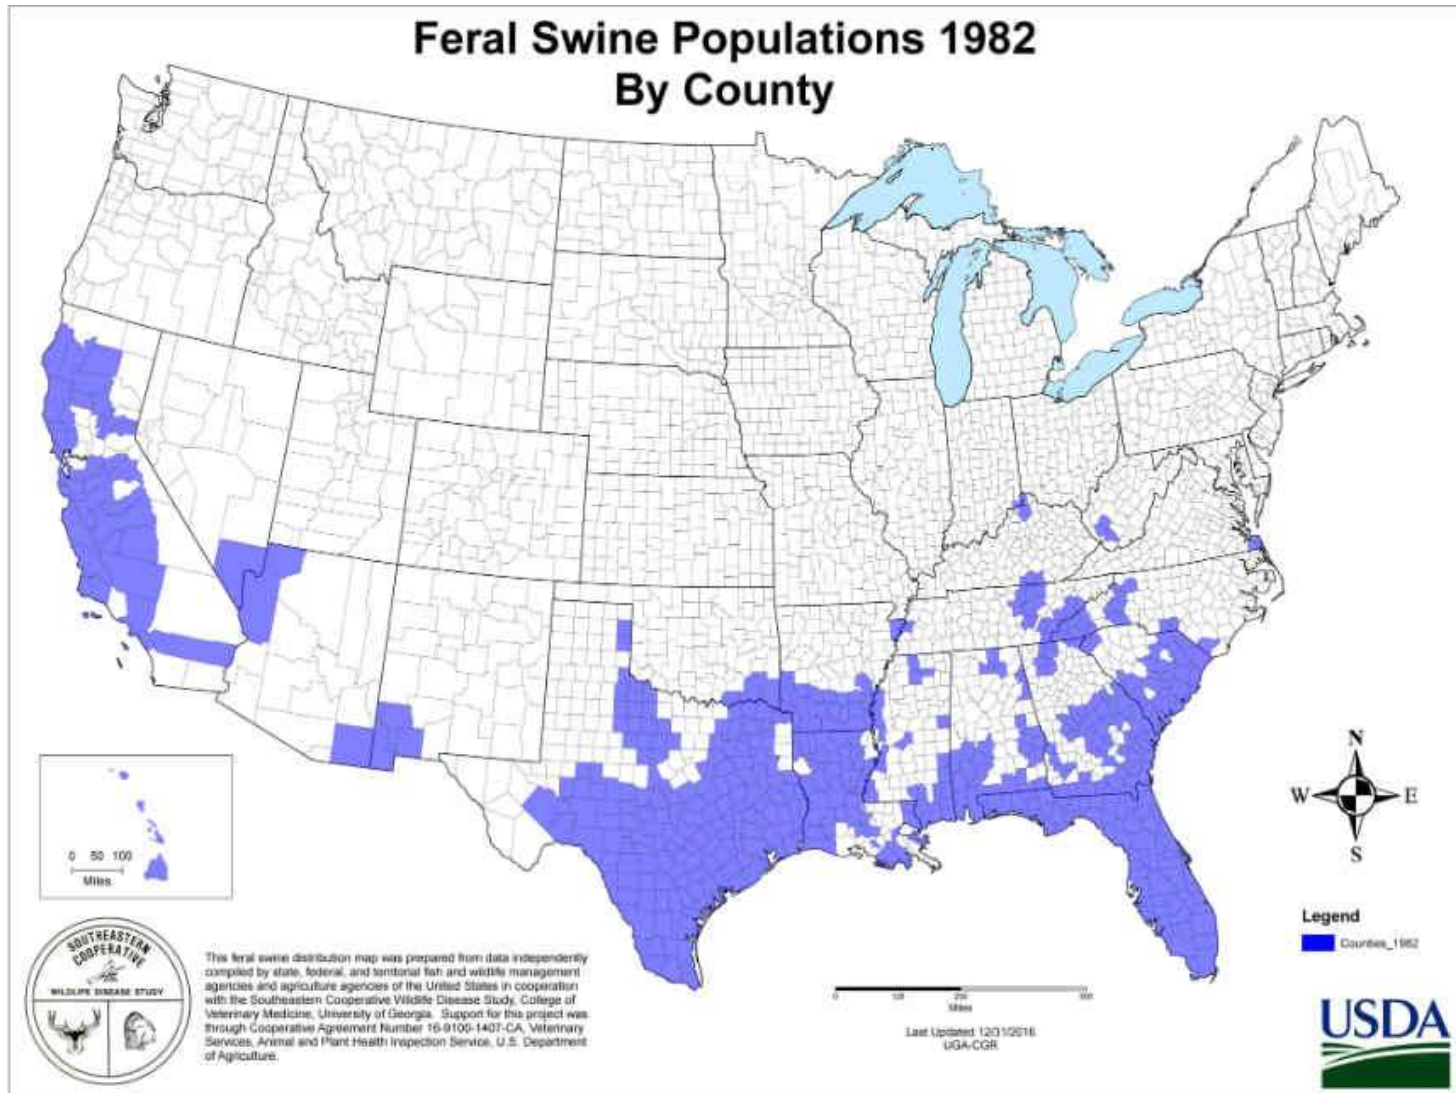 Feral Swine Populations 1982
By County
N
W
E
S
0 50 100
Miles
Legend
Counties_1982
SOUTHEASTERN
COOPERATIVE
WILDLIFE DISEASE STUDY
This feral swine distribution map was prepared from data independently
compiled by state, federal, and territorial fish and wildlife management
agencies and agriculture agencies of the United States in cooperation
with the Southeastern Cooperative Wildlife Disease Study, College of
Veterinary Medicine, University of Georgia. Support for this project was
through Cooperative Agreement Number 16-9100-1407-CA, Veterinary
Services, Animal and Plant Health Inspection Service, U.S. Department
of Agriculture.
0 125 250
Miles
Last Updated 12/31/2016
UGA-CGR
USDA